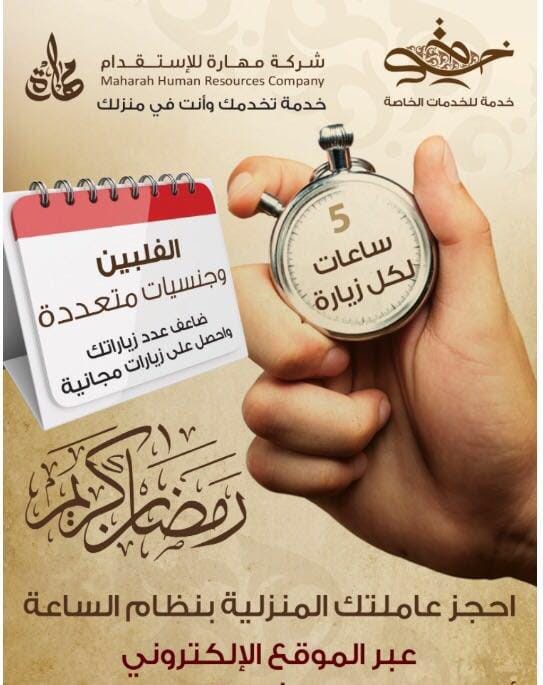 شركة مهارة للإستقدام
Maharah Human Resources Company
خدمة تخدمك وأنت في منزلك
مهارة
خدمة
خدمة للخدمات الخاصة
5
ساعات
لكل زيارة
الفلبين
وجنسيات متعددة
ضاعف عدد زياراتك
واحصل على زيارات مجانية
رمضان كريم
احجز عاملتك المنزلية بنظام الساعة
عبر الموقع الإلكتروني